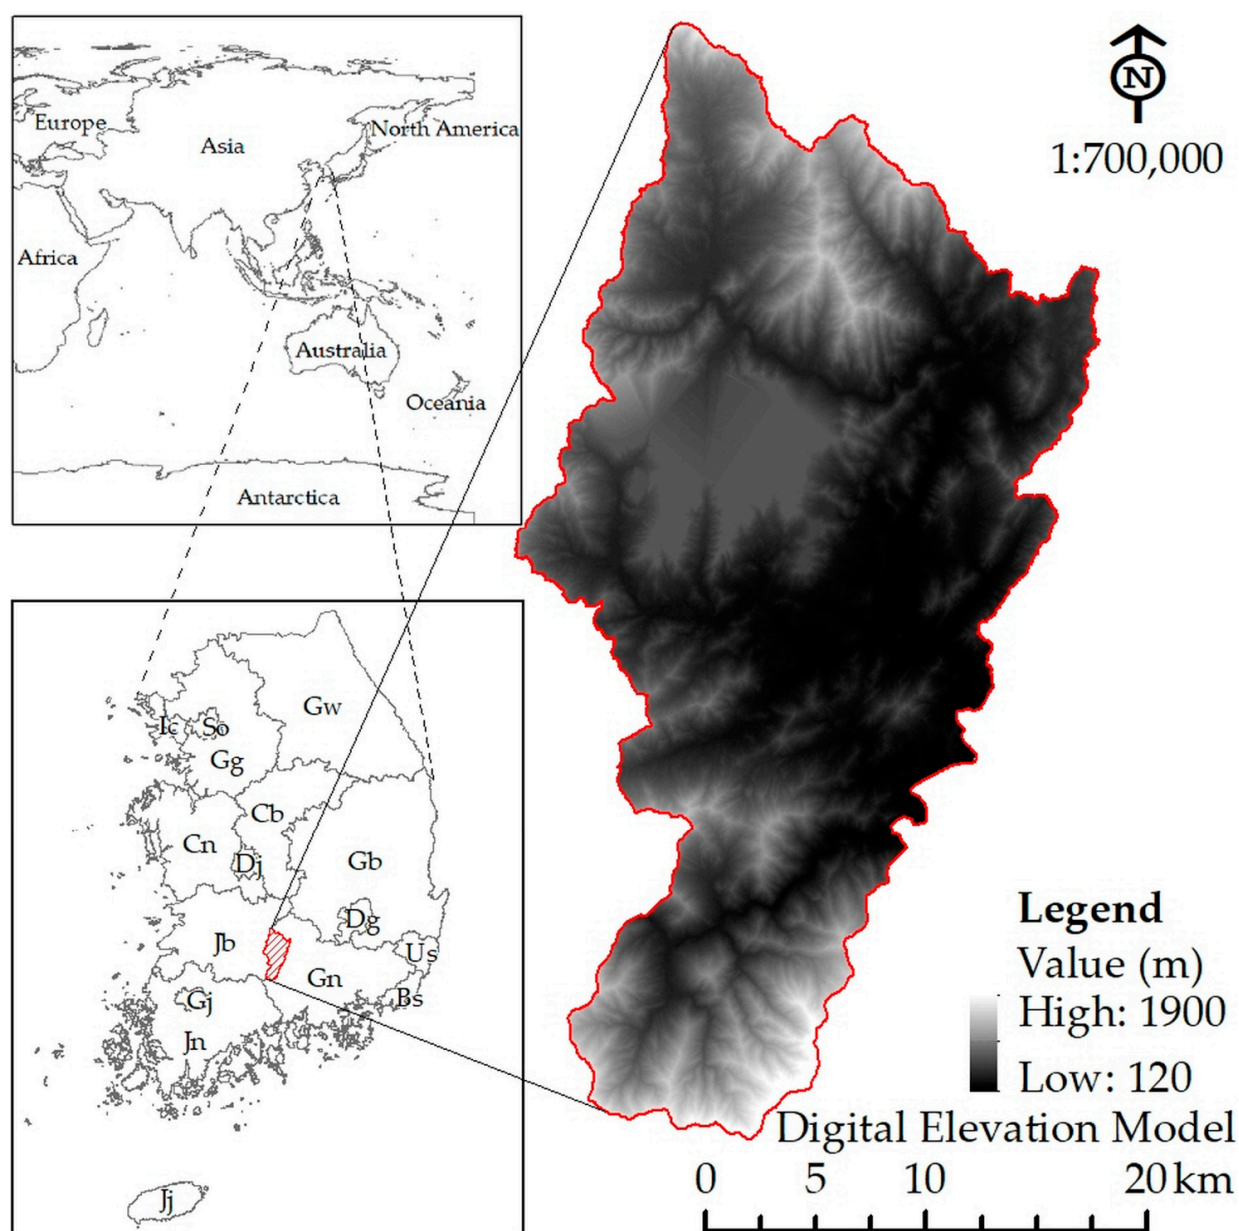 Europe
North America
Asia
Africa
Australia
Oceania
Antarctica
N
1:700,000
Gw
Ic
So
Gg
Cb
Cn
Dj
Gb
Dg
Jb
Us
Gn
Gj
Bs
Jn
Jj
Legend
Value (m)
High: 1900
Low: 120
Digital Elevation Model
0 5 10 20 km